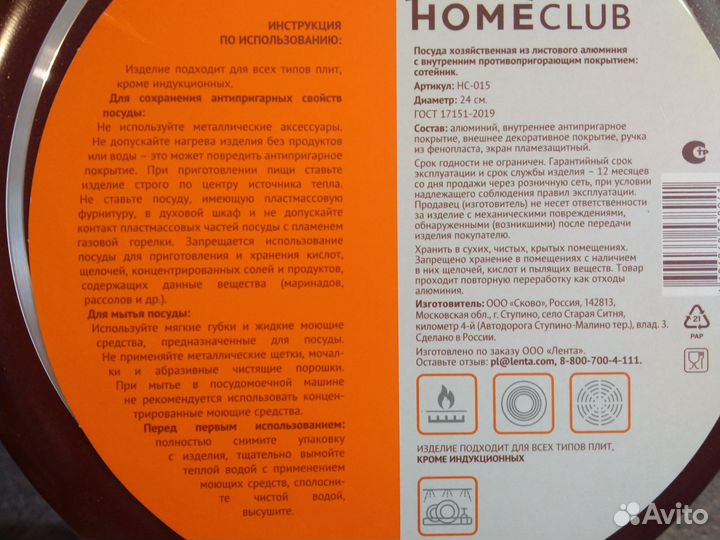 ИНСТРУКЦИЯ
ПО ИСПОЛЬЗОВАНИЮ:
Изделие подходит для всех типов плит,
кроме индукционных.
Для сохранения антипригарных свойств
посуды:
Не используйте металлические аксессуары.
Не допускайте нагрева изделия без продуктов
или воды – это может повредить антипригарное
покрытие. При приготовлении пищи ставьте
изделие строго по центру источника тепла.
Не ставьте посуду, имеющую пластмассовую
фурнитуру, в духовой шкаф и не допускайте
контакт пластмассовых частей посуды с пламенем
газовой горелки. Запрещается использование
посуды для приготовления и хранения кислот,
щелочей, концентрированных солей и продуктов,
содержащих данные вещества (маринадов,
рассолов и др.).
Для мытья посуды:
Используйте мягкие губки и жидкие моющие
средства, предназначенные для посуды.
Не применяйте металлические щетки, мочал-
ки и абразивные чистящие порошки.
При мытье в посудомоечной машине
не рекомендуется использовать концен-
трированные моющие средства.
Перед первым использованием:
полностью снимите упаковку
с изделия, тщательно вымойте
теплой водой с применением
моющих средств, сполосни-
те чистой водой,
высушите.
HOMECLUB
Посуда хозяйственная из листового алюминия
с внутренним противопригорающим покрытием:
сотейник.
Артикул: НС-015
Диаметр: 24 см.
ГОСТ 17151-2019
Состав: алюминий, внутреннее антипригарное
покрытие, внешнее декоративное покрытие, ручка
из фенопласта, экран пламезащитный.
Срок годности не ограничен. Гарантийный срок
эксплуатации и срок службы изделия – 12 месяцев
со дня продажи через розничную сеть, при условии
надлежащего соблюдения правил эксплуатации.
Продавец (изготовитель) не несет ответственности
за изделие с механическими повреждениями,
обнаруженными (возникшими) после передачи
изделия покупателю.
Хранить в сухих, чистых, крытых помещениях.
Запрещено хранение в помещениях с наличием
в них щелочей, кислот и пылящих веществ. Товар
проходит повторную переработку как отходы
алюминия.
Изготовитель: ООО «Сково», Россия, 142813,
Московская обл., г. Ступино, село Старая Ситня,
километр 4-й (Автодорога Ступино-Малино тер.), влад. 3.
Сделано в России.
Изготовлено по заказу ООО «Лента».
Оставить отзыв: pl@lenta.com, 8-800-700-4-111.
21
PAP
ИЗДЕЛИЕ ПОДХОДИТ ДЛЯ ВСЕХ ТИПОВ ПЛИТ,
КРОМЕ ИНДУКЦИОННЫХ
Avito